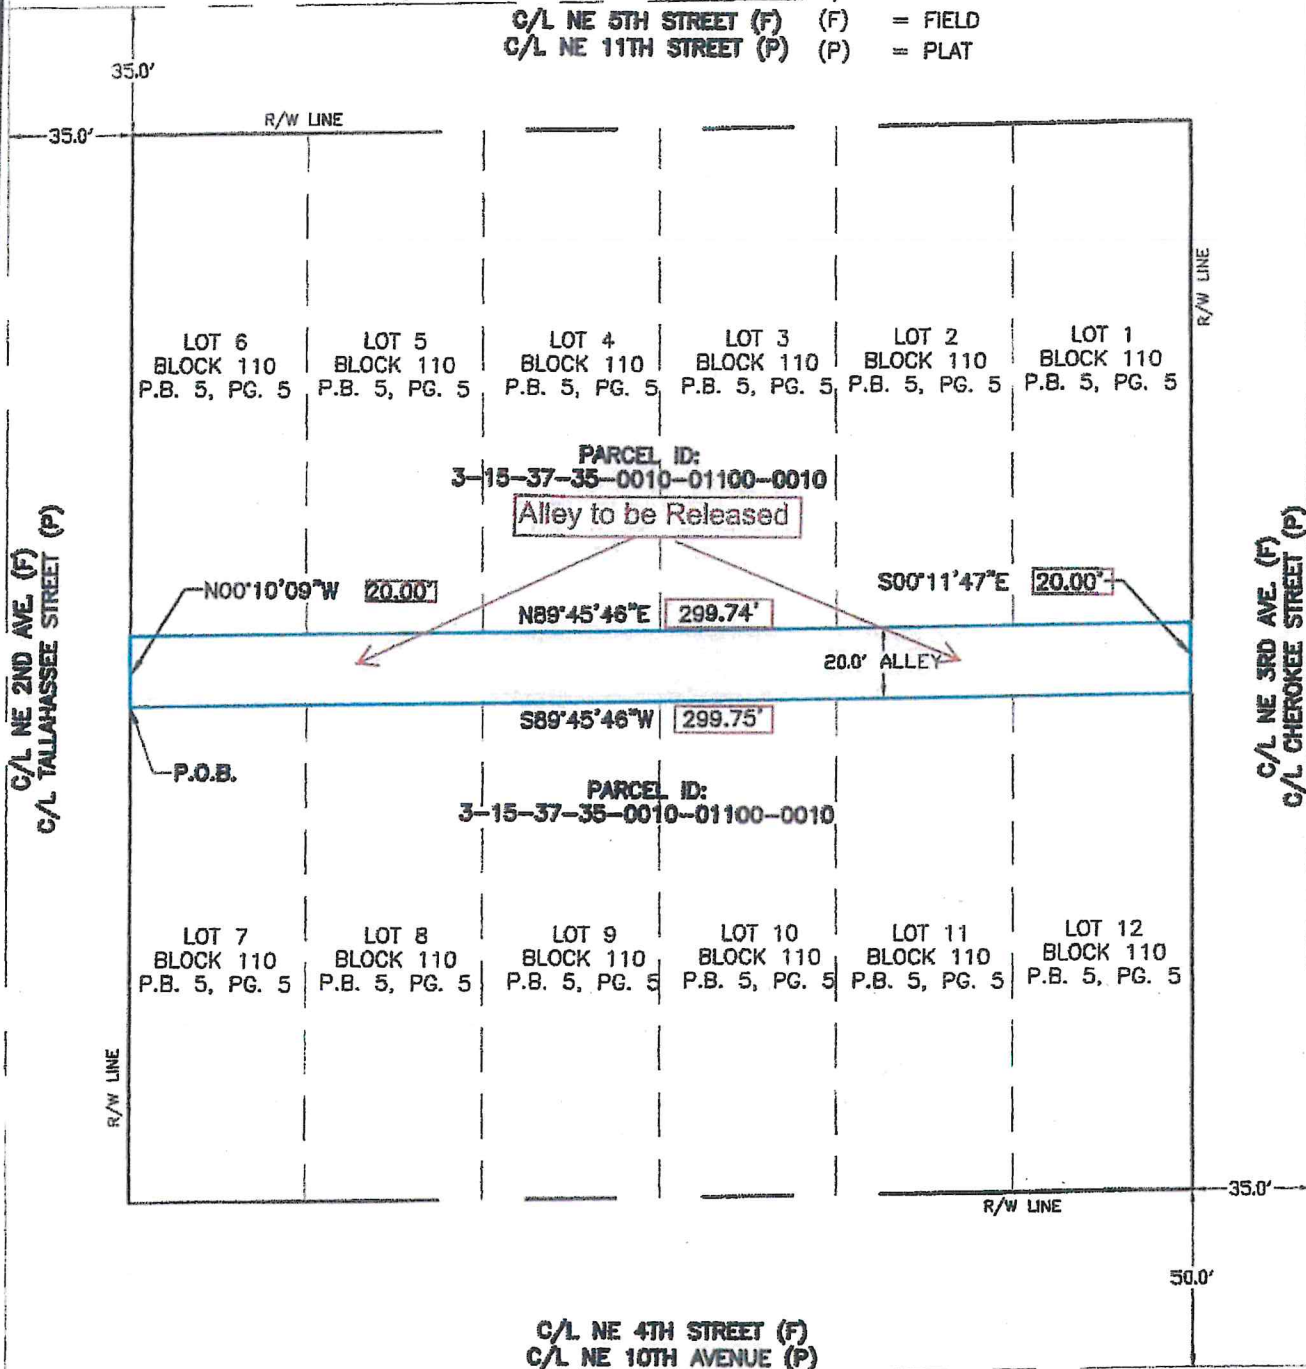 C/L NE 5TH STREET (F) (F) = FIELD
C/L NE 11TH STREET (P) (P) = PLAT
35.0'
35.0'
R/W LINE
R/W LINE
LOT 6
BLOCK 110
P.B. 5, PG. 5
LOT 5
BLOCK 110
P.B. 5, PG. 5
LOT 4
BLOCK 110
P.B. 5, PG. 5
LOT 3
BLOCK 110
P.B. 5, PG. 5
LOT 2
BLOCK 110
P.B. 5, PG. 5
LOT 1
BLOCK 110
P.B. 5, PG. 5
PARCEL ID:
3-15-37-35-0010-01100-0010
Alley to be Released
C/L NE 2ND AVE. (F)
C/L TALLAHASSEE STREET (P)
N00°10'09"W 20.00'
S00°11'47"E 20.00'
N89°45'46"E 299.74'
20.0' ALLEY
S89°45'46"W 299.75'
P.O.B.
C/L NE 3RD AVE. (F)
C/L CHEROKEE STREET (P)
PARCEL ID:
3-15-37-35-0010-01100-0010
LOT 7
BLOCK 110
P.B. 5, PG. 5
LOT 8
BLOCK 110
P.B. 5, PG. 5
LOT 9
BLOCK 110
P.B. 5, PG. 5
LOT 10
BLOCK 110
P.B. 5, PG. 5
LOT 11
BLOCK 110
P.B. 5, PG. 5
LOT 12
BLOCK 110
P.B. 5, PG. 5
R/W LINE
R/W LINE
35.0'
50.0'
C/L NE 4TH STREET (F)
C/L NE 10TH AVENUE (P)